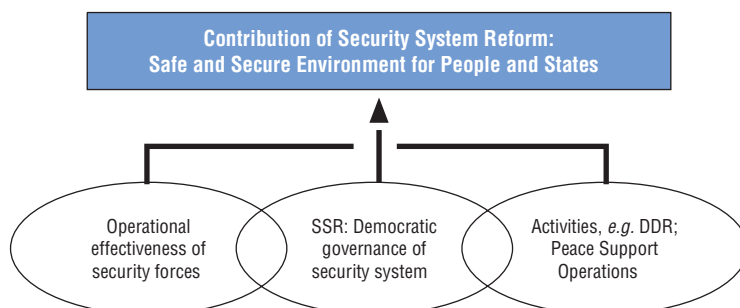 Contribution of Security System Reform:
Safe and Secure Environment for People and States
Operational
effectiveness of
security forces
SSR: Democratic
governance of
security system
Activities, e.g. DDR;
Peace Support
Operations